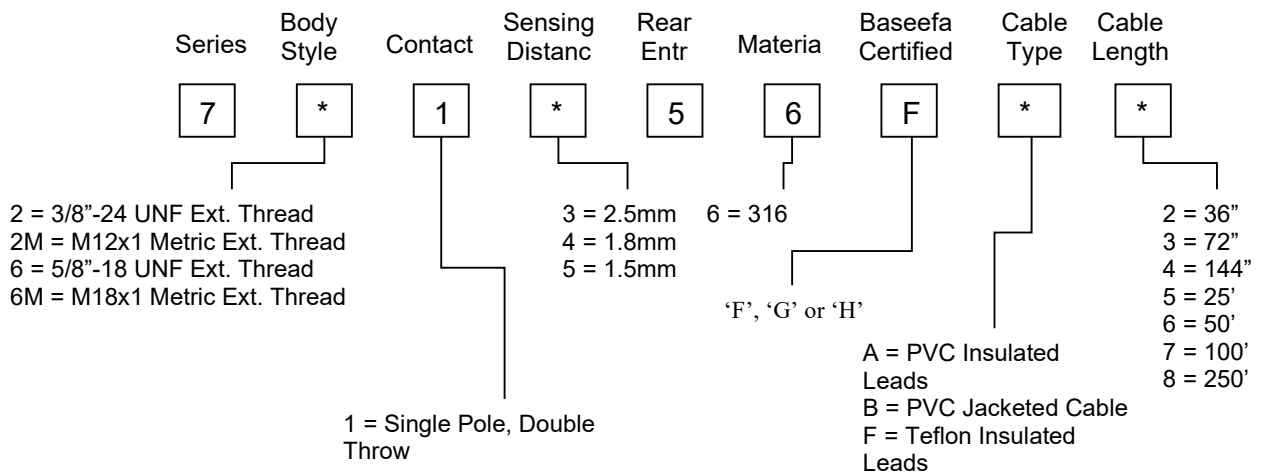 Series
Body
Style
Contact
Sensing
Distanc
Rear
Entr
Materia
Baseefa
Certified
Cable
Type
Cable
Length
7
*
1
*
5
6
F
*
*
2 = 3/8”-24 UNF Ext. Thread
2M = M12x1 Metric Ext. Thread
6 = 5/8”-18 UNF Ext. Thread
6M = M18x1 Metric Ext. Thread
1 = Single Pole, Double
Throw
3 = 2.5mm
4 = 1.8mm
5 = 1.5mm
6 = 316
‘F’, ‘G’ or ‘H’
A = PVC Insulated
Leads
B = PVC Jacketed Cable
F = Teflon Insulated
Leads
2 = 36”
3 = 72”
4 = 144”
5 = 25’
6 = 50’
7 = 100’
8 = 250’